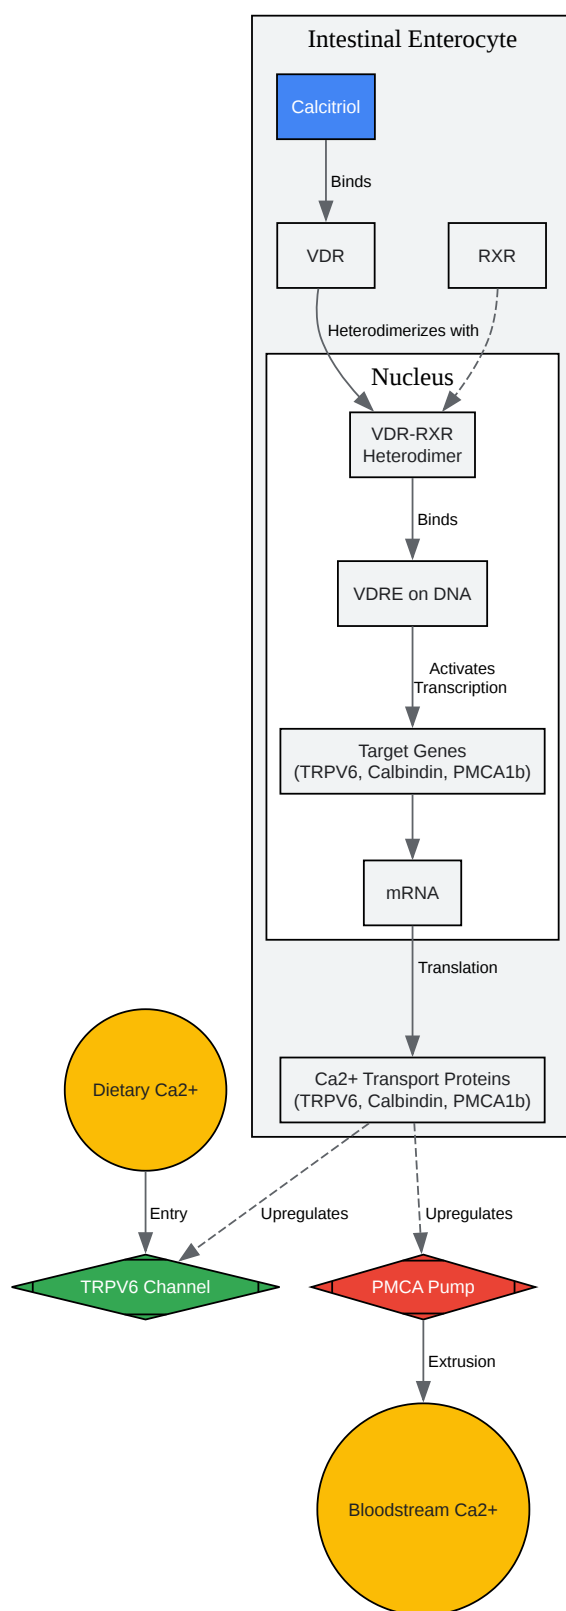 Intestinal Enterocyte
Calcitriol
Binds
VDR
RXR
Heterodimerizes with
Nucleus
VDR-RXR
Heterodimer
Binds
VDRE on DNA
Activates
Transcription
Target Genes
(TRPV6, Calbindin, PMCA1b)
mRNA
Translation
Dietary Ca2+
Ca2+ Transport Proteins
(TRPV6, Calbindin, PMCA1b)
Entry
Upregulates
Upregulates
TRPV6 Channel
PMCA Pump
Extrusion
Bloodstream Ca2+